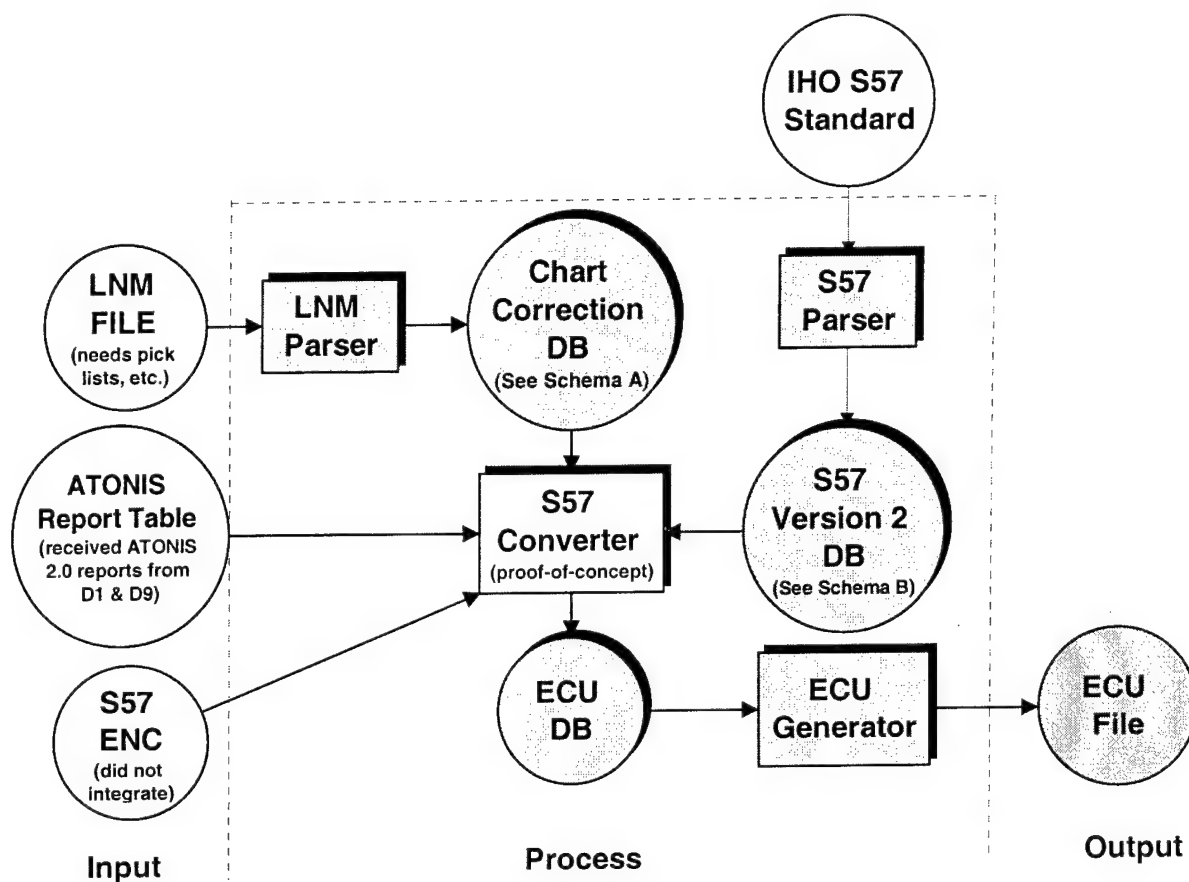 IHO S57
Standard
LNM
FILE
(needs pick
lists, etc.)
LNM
Parser
Chart
Correction
DB
(See Schema A)
S57
Parser
ATONIS
Report Table
(received ATONIS
2.0 reports from
D1 & D9)
S57
Converter
(proof-of-concept)
S57
Version 2
DB
(See Schema B)
S57
ENC
(did not
integrate)
ECU
DB
ECU
Generator
ECU
File
Input
Process
Output